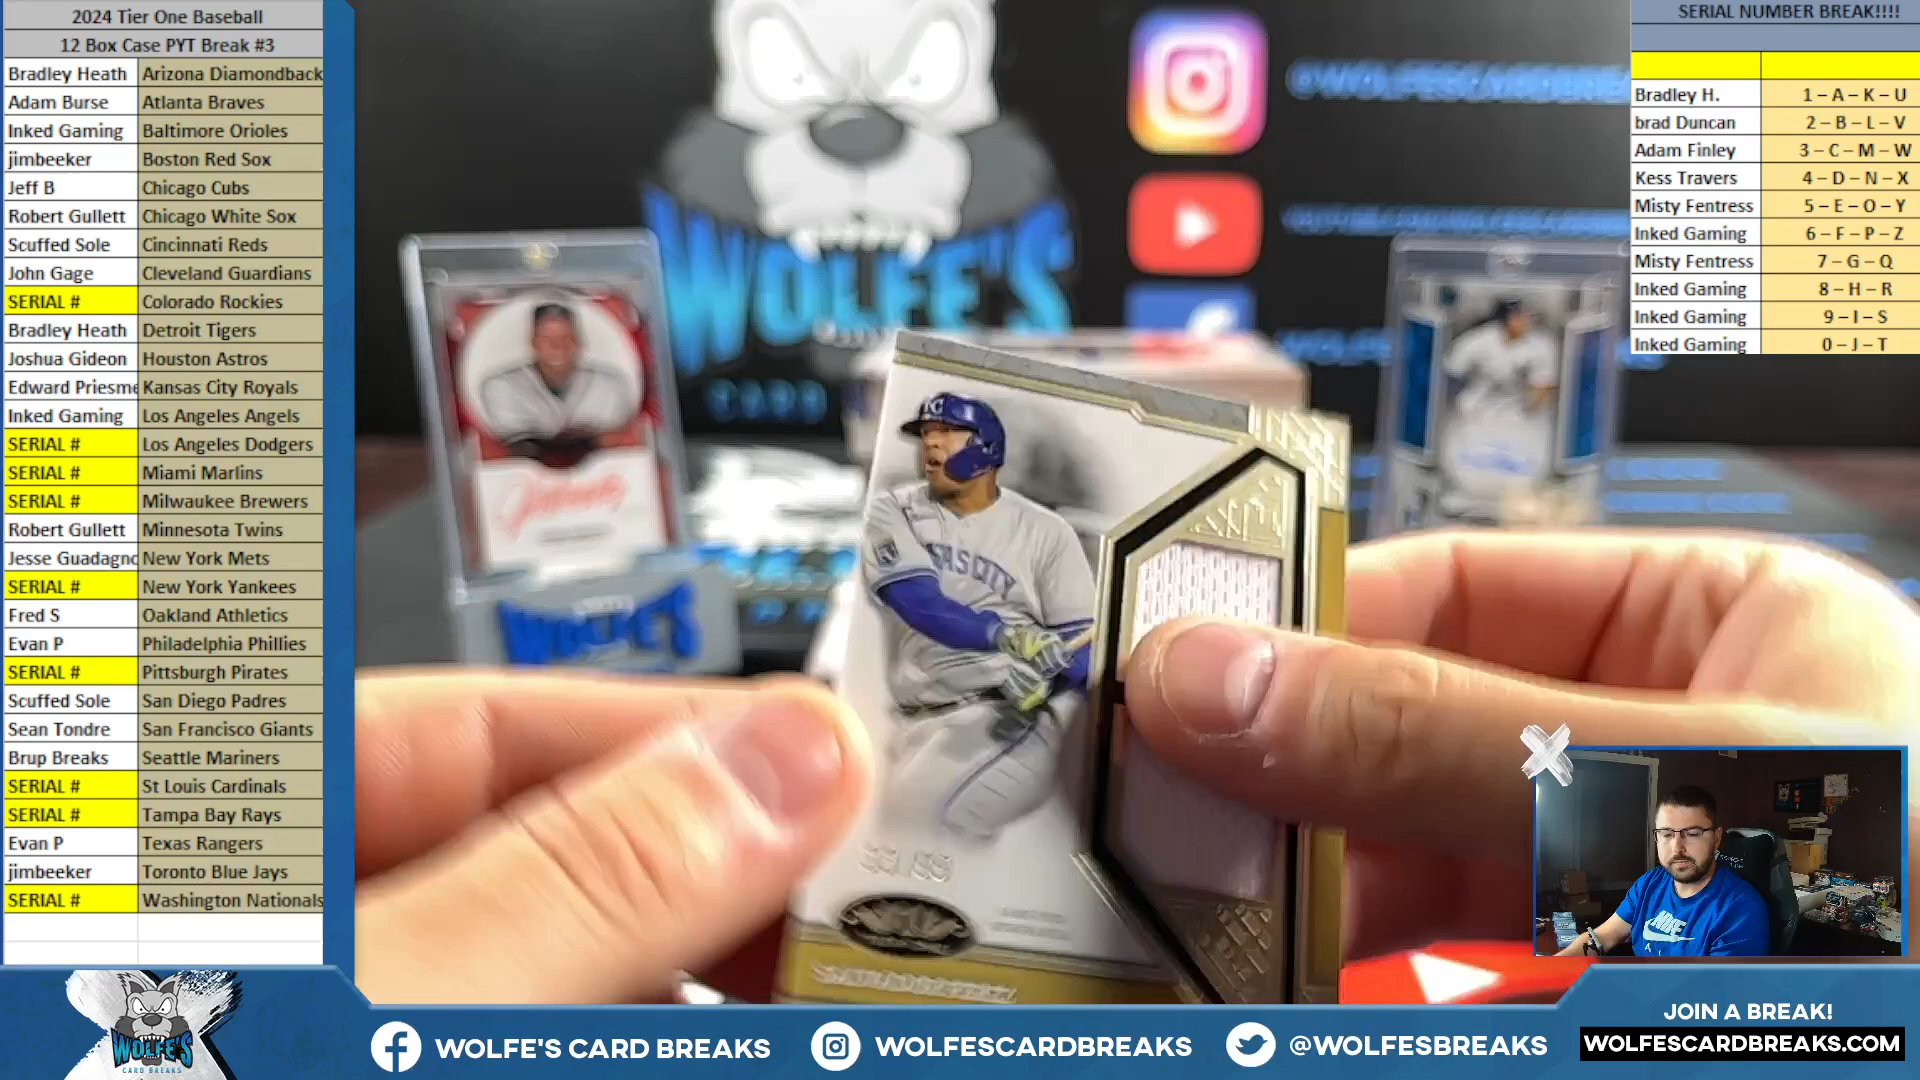 2024 Tier One Baseball
12 Box Case PYT Break #3
Bradley Heath Arizona Diamondback
Adam Burse Atlanta Braves
Inked Gaming Baltimore Orioles
jimbeeker Boston Red Sox
Jeff B Chicago Cubs
Robert Gullett Chicago White Sox
Scuffed Sole Cincinnati Reds
John Gage Cleveland Guardians
SERIAL # Colorado Rockies
Bradley Heath Detroit Tigers
Joshua Gideon Houston Astros
Edward Priesme Kansas City Royals
Inked Gaming Los Angeles Angels
SERIAL # Los Angeles Dodgers
SERIAL # Miami Marlins
SERIAL # Milwaukee Brewers
Robert Gullett Minnesota Twins
Jesse Guadagno New York Mets
SERIAL # New York Yankees
Fred S Oakland Athletics
Evan P Philadelphia Phillies
SERIAL # Pittsburgh Pirates
Scuffed Sole San Diego Padres
Sean Tondre San Francisco Giants
Brup Breaks Seattle Mariners
SERIAL # St Louis Cardinals
SERIAL # Tampa Bay Rays
Evan P Texas Rangers
jimbeeker Toronto Blue Jays
SERIAL # Washington Nationals
SERIAL NUMBER BREAK!!!!
Bradley H. 1 – A – K – U
brad Duncan 2 – B – L – V
Adam Finley 3 – C – M – W
Kess Travers 4 – D – N – X
Misty Fentress 5 – E – O – Y
Inked Gaming 6 – F – P – Z
Misty Fentress 7 – G – Q
Inked Gaming 8 – H – R
Inked Gaming 9 – I – S
Inked Gaming 0 – J – T
WOLFE'S
CARD
WOLFE'S
KC
NIKE
WOLFE'S
CARD BREAKS
WOLFE'S CARD BREAKS
WOLFESCARDBREAKS
@WOLFESBREAKS
JOIN A BREAK!
WOLFESCARDBREAKS.COM